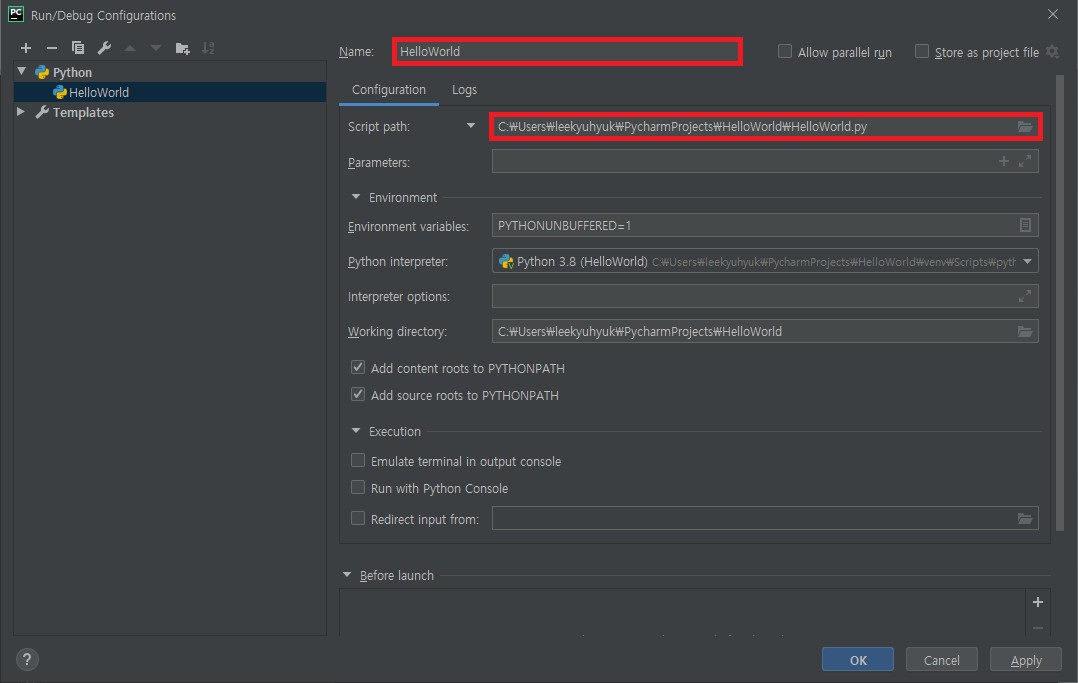 PC
Run/Debug Configurations
Name: HelloWorld
Allow parallel run
Store as project file
Python
HelloWorld
Templates
Configuration
Logs
Script path: C:₩Users₩leekyuhyuk₩PycharmProjects₩HelloWorld₩HelloWorld.py
Parameters:
Environment
Environment variables: PYTHONUNBUFFERED=1
Python interpreter: Python 3.8 (HelloWorld) C:₩Users₩leekyuhyuk₩PycharmProjects₩HelloWorld₩venv₩Scripts₩pyth
Interpreter options:
Working directory: C:₩Users₩leekyuhyuk₩PycharmProjects₩HelloWorld
Add content roots to PYTHONPATH
Add source roots to PYTHONPATH
Execution
Emulate terminal in output console
Run with Python Console
Redirect input from:
Before launch
?
OK
Cancel
Apply